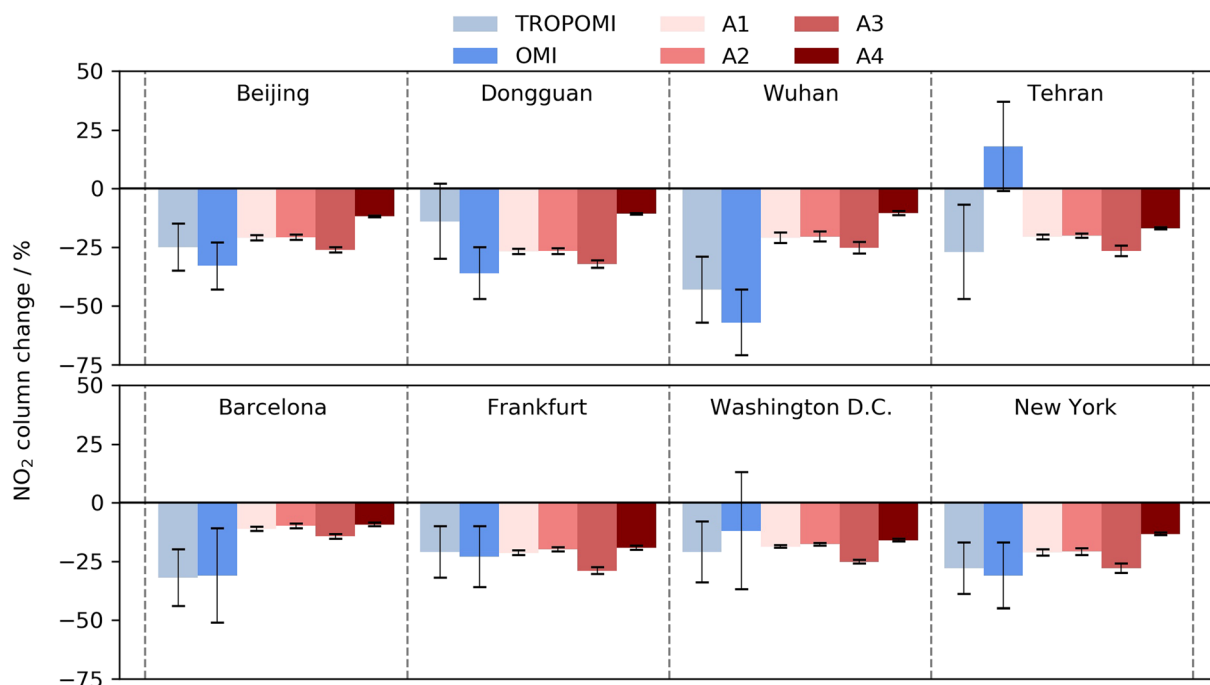 TROPOMI A1 A3
OMI A2 A4
NO₂ column change / %
50
25
0
−25
−50
−75
Beijing Dongguan Wuhan Tehran
50
25
0
−25
−50
−75
Barcelona Frankfurt Washington D.C. New York